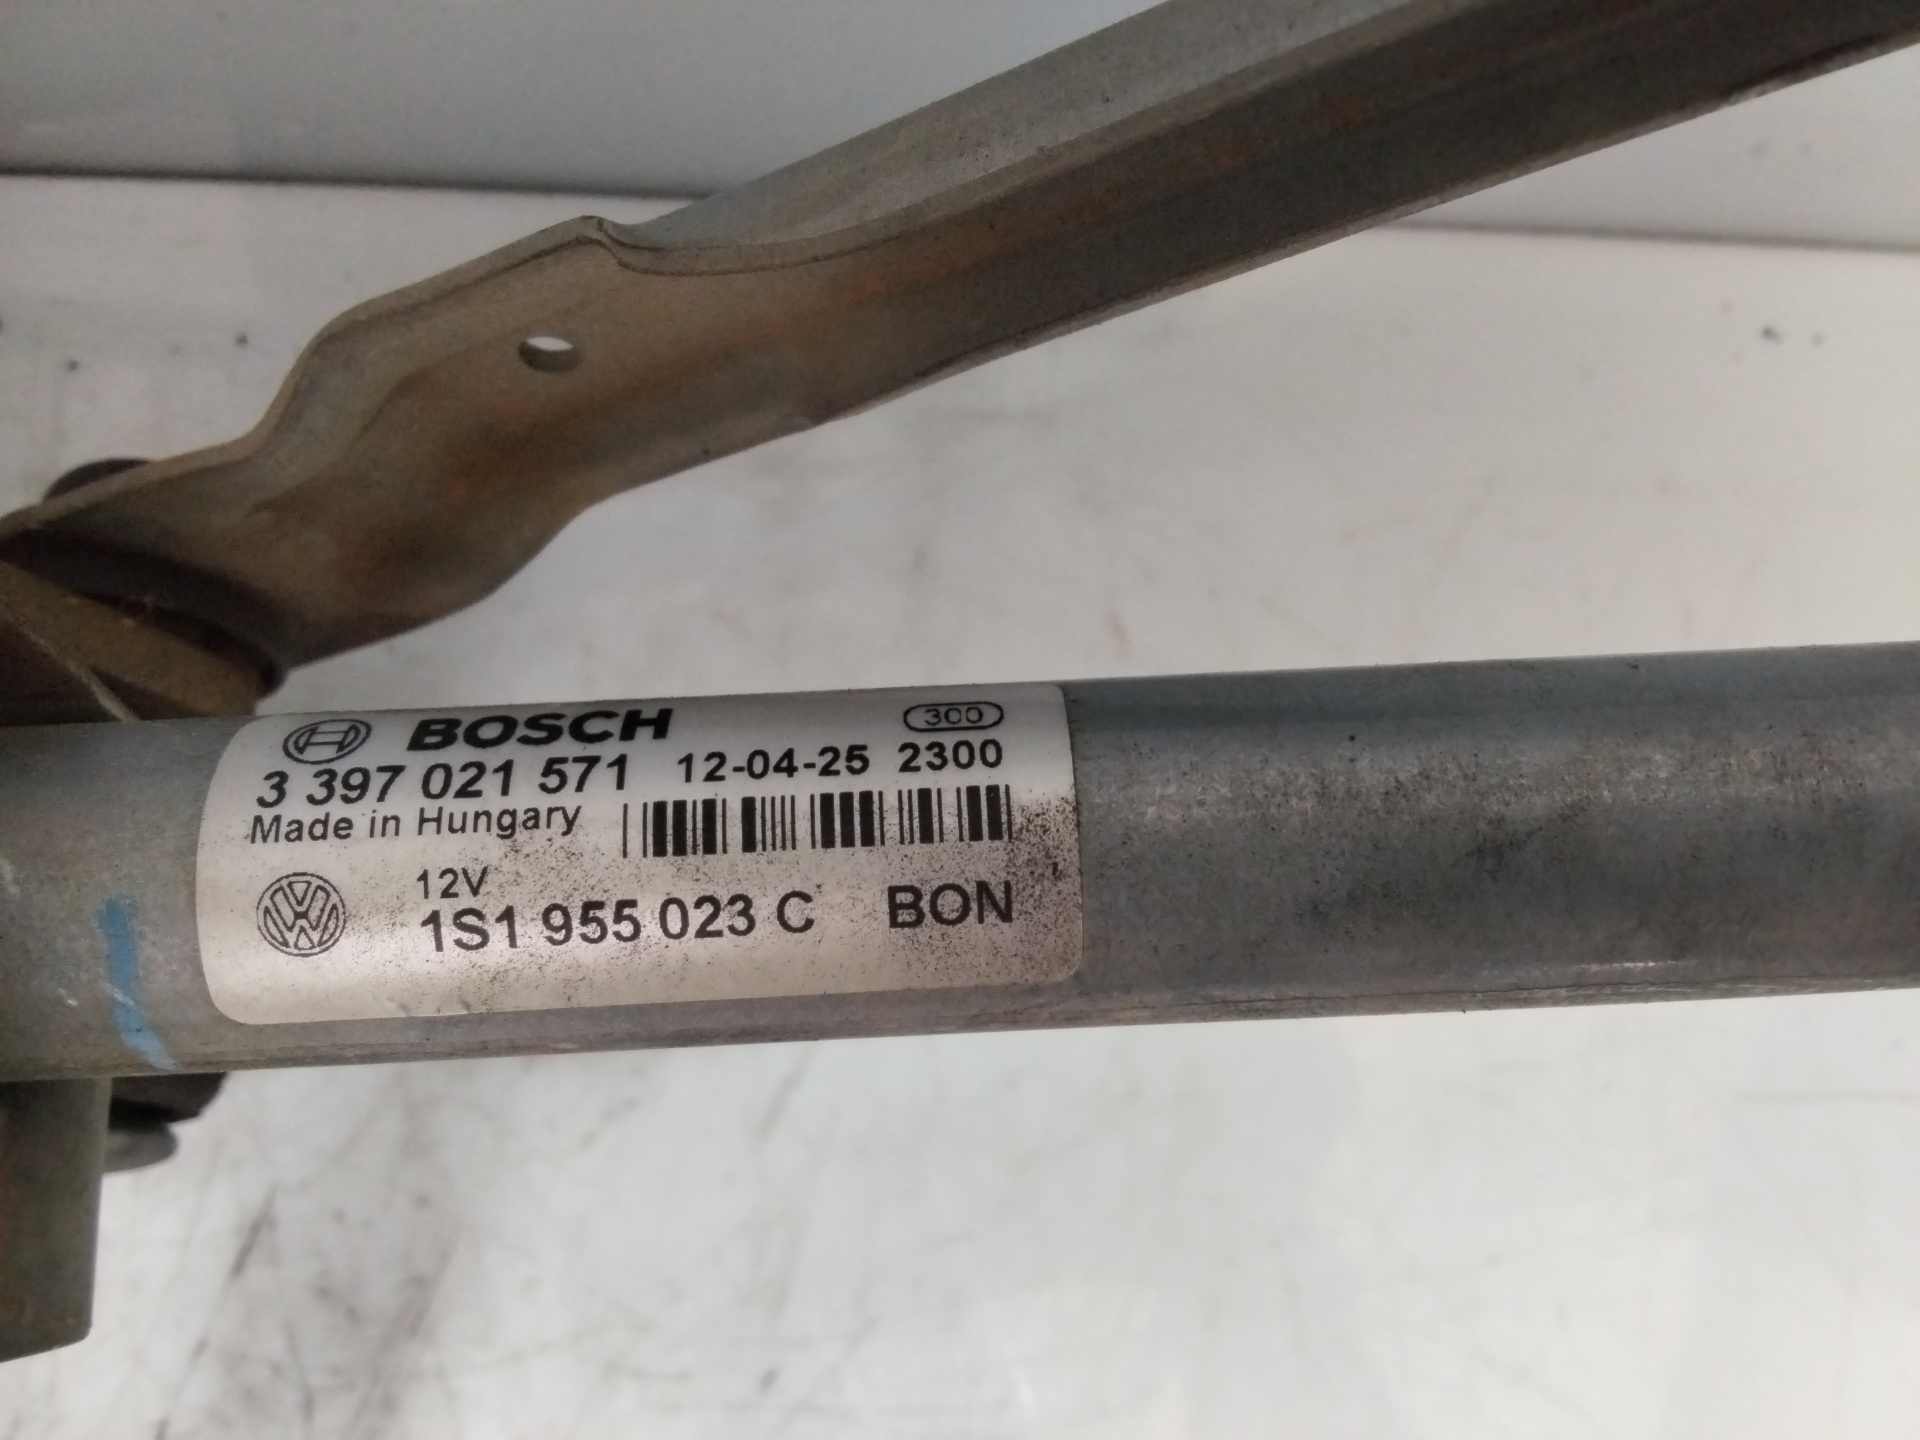 BOSCH 300
3 397 021 571 12-04-25 2300
Made in Hungary
12V
1S1 955 023 C BON